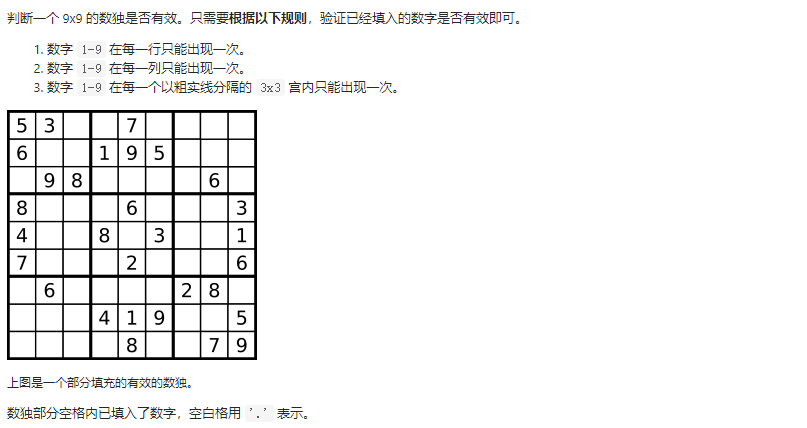 判断一个 9x9 的数独是否有效。只需要根据以下规则，验证已经填入的数字是否有效即可。
1. 数字 1-9 在每一行只能出现一次。
2. 数字 1-9 在每一列只能出现一次。
3. 数字 1-9 在每一个以粗实线分隔的 3x3 宫内只能出现一次。
5 3 7
6 1 9 5
9 8 6
8 6 3
4 8 3 1
7 2 6
6 2 8
4 1 9 5
8 7 9
上图是一个部分填充的有效的数独。
数独部分空格内已填入了数字，空白格用 '.' 表示。